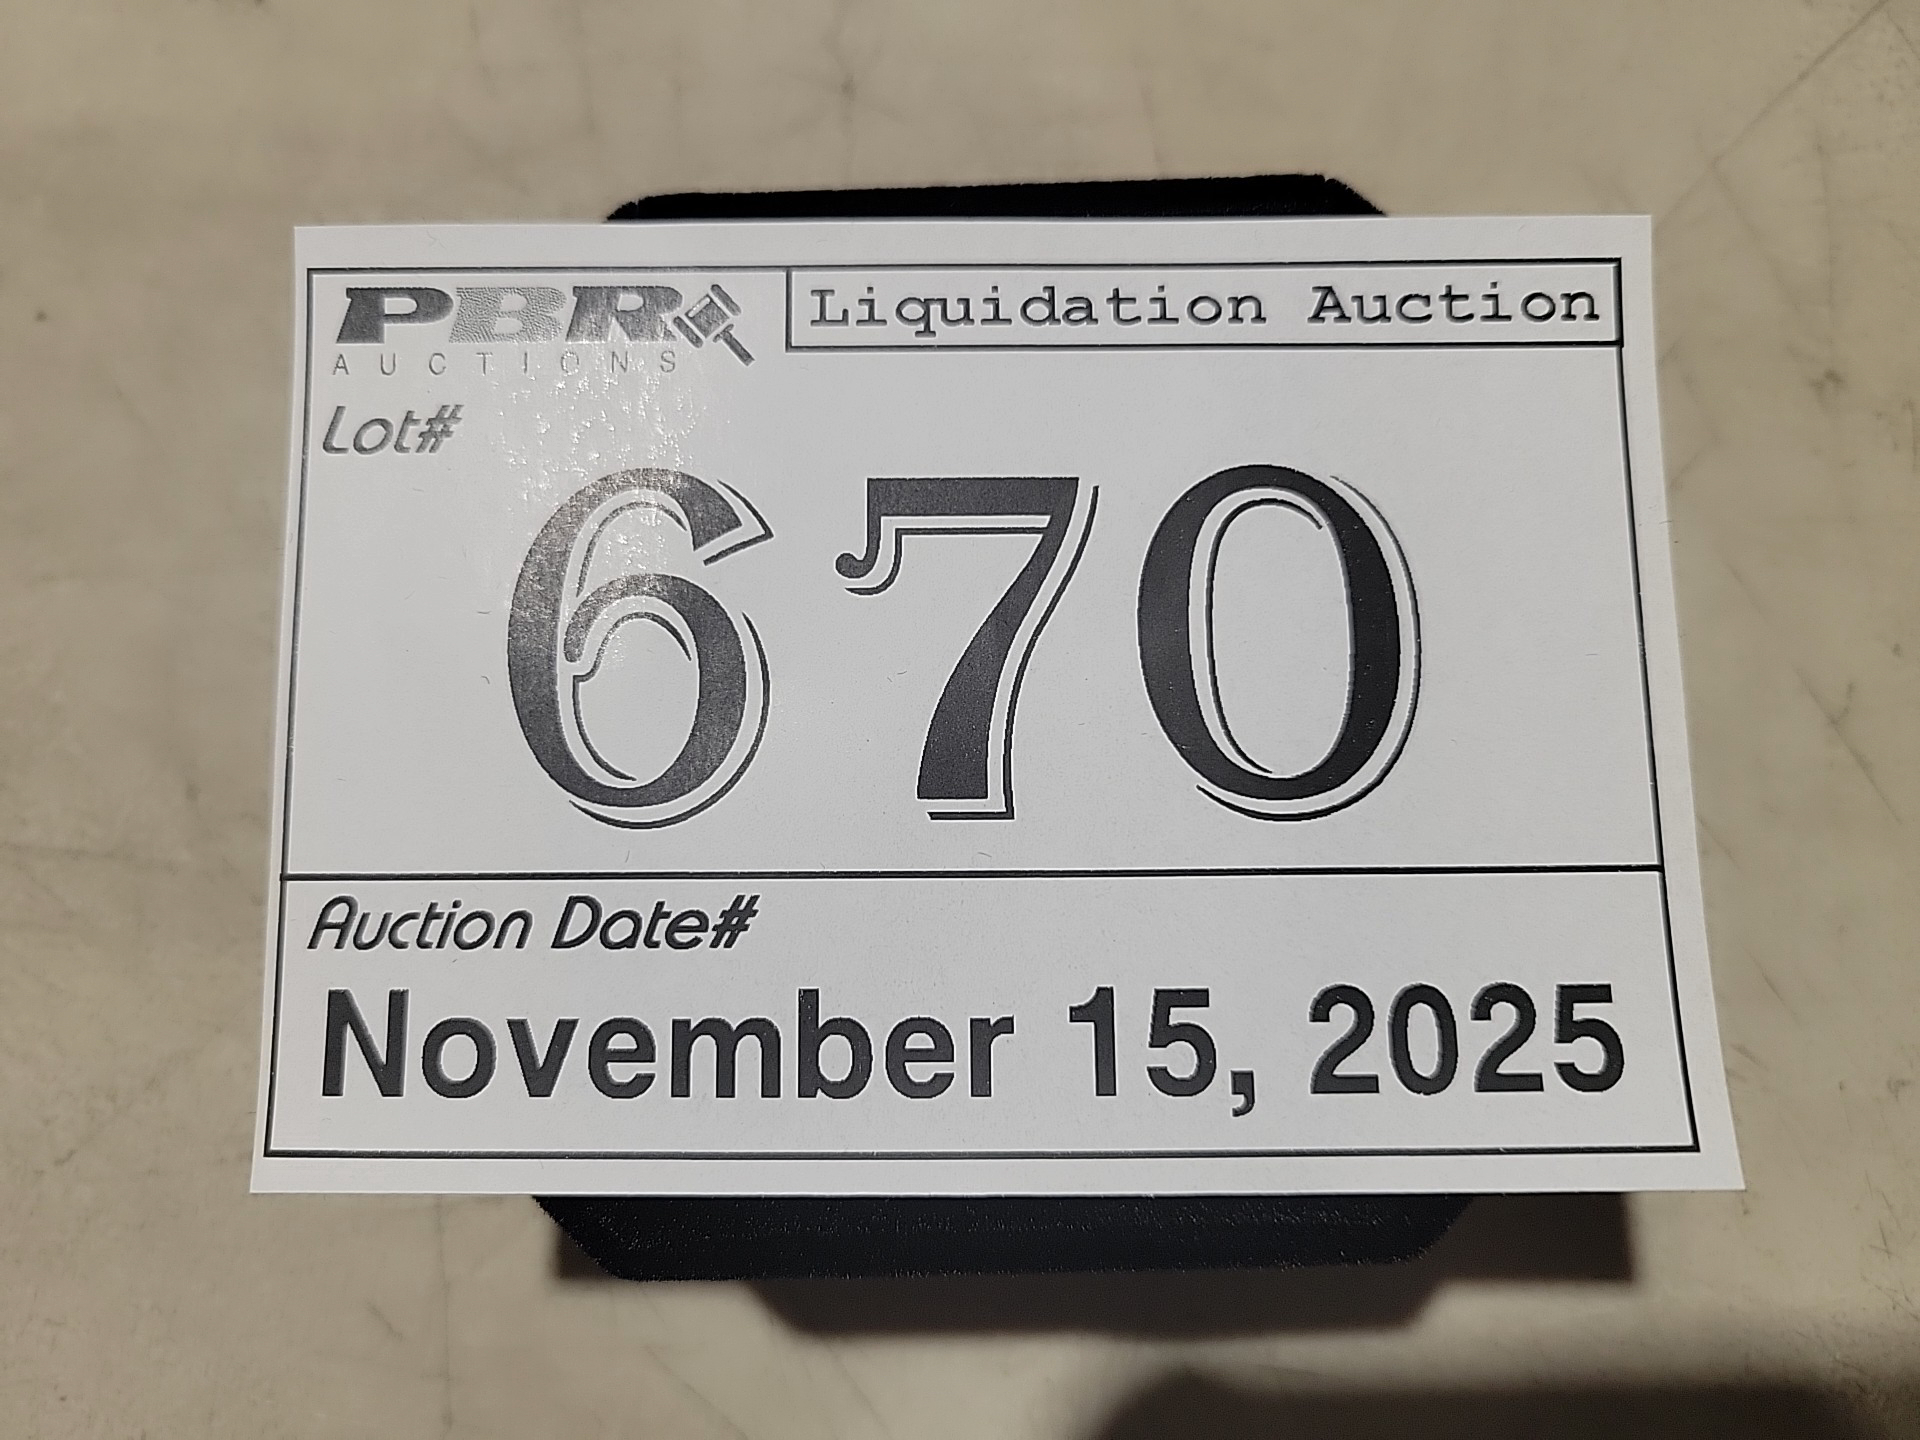 PBR
AUCTIONS
Liquidation Auction
Lot#
670
Auction Date#
November 15, 2025